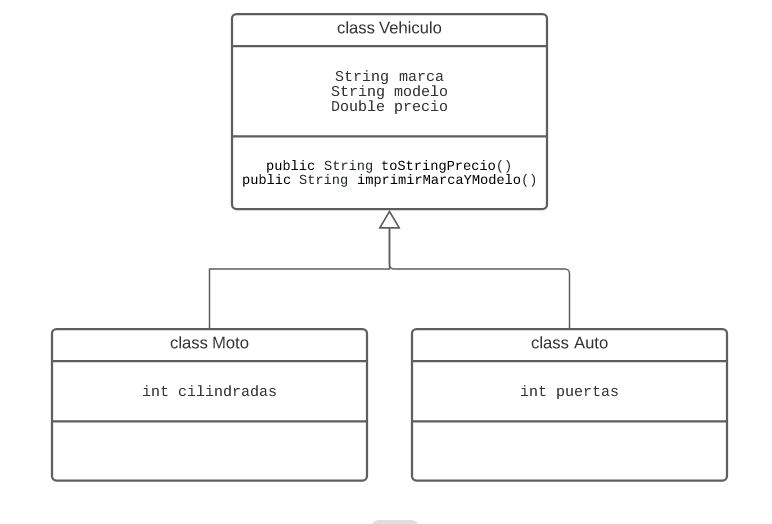 class Vehiculo
String marca
String modelo
Double precio
public String toStringPrecio()
public String imprimirMarcaYModelo()
class Moto
int cilindradas
class Auto
int puertas